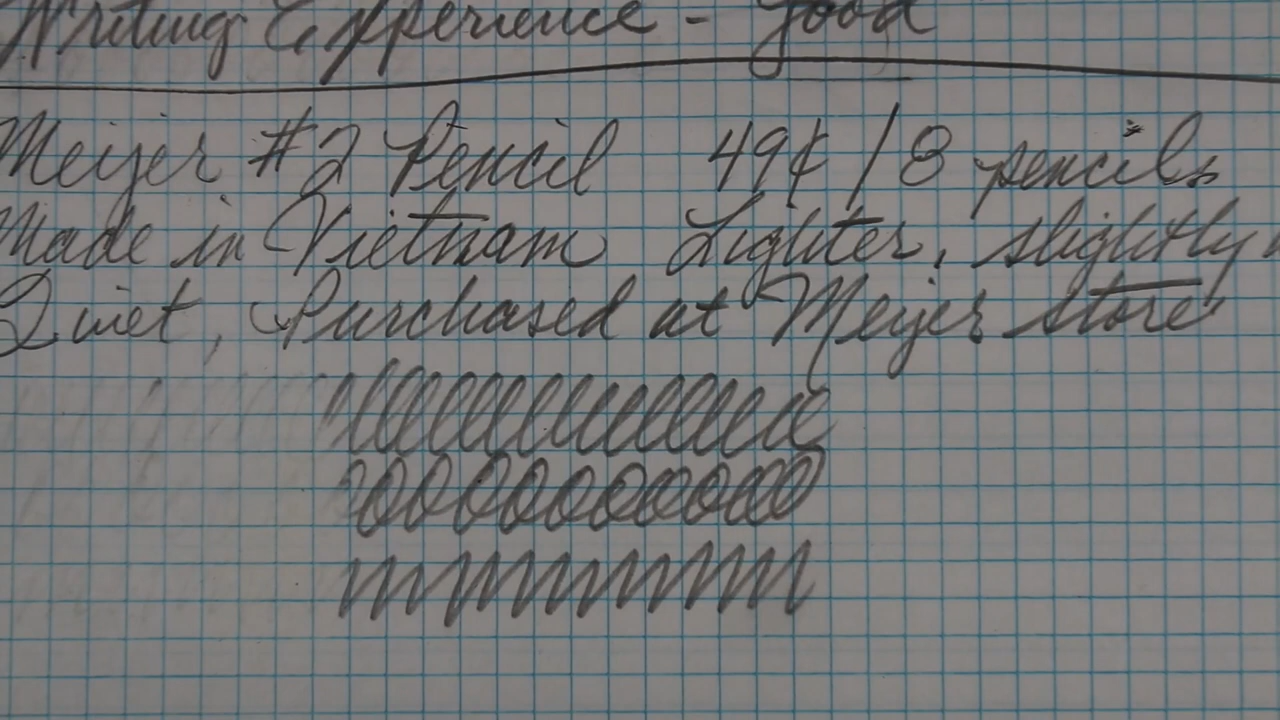 Writing Experience - Good
Meijer #2 Pencil 49¢ / 8 pencils
Made in Vietnam Lighter, slightly
Quiet, Purchased at Meijer Store